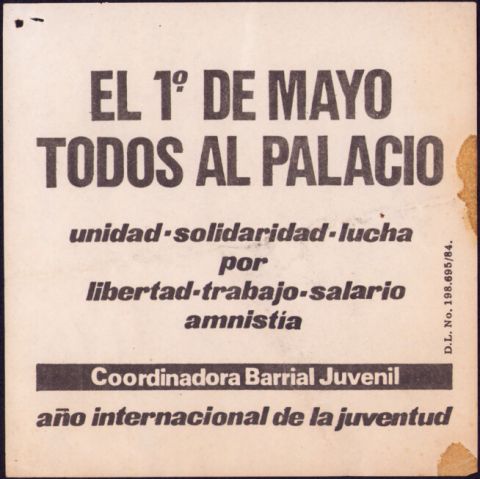 EL 1º DE MAYO
TODOS AL PALACIO
unidad-solidaridad-lucha
por
libertad-trabajo-salario
amnistía
D.L. No. 198.695/84.
Coordinadora Barrial Juvenil
año internacional de la juventud